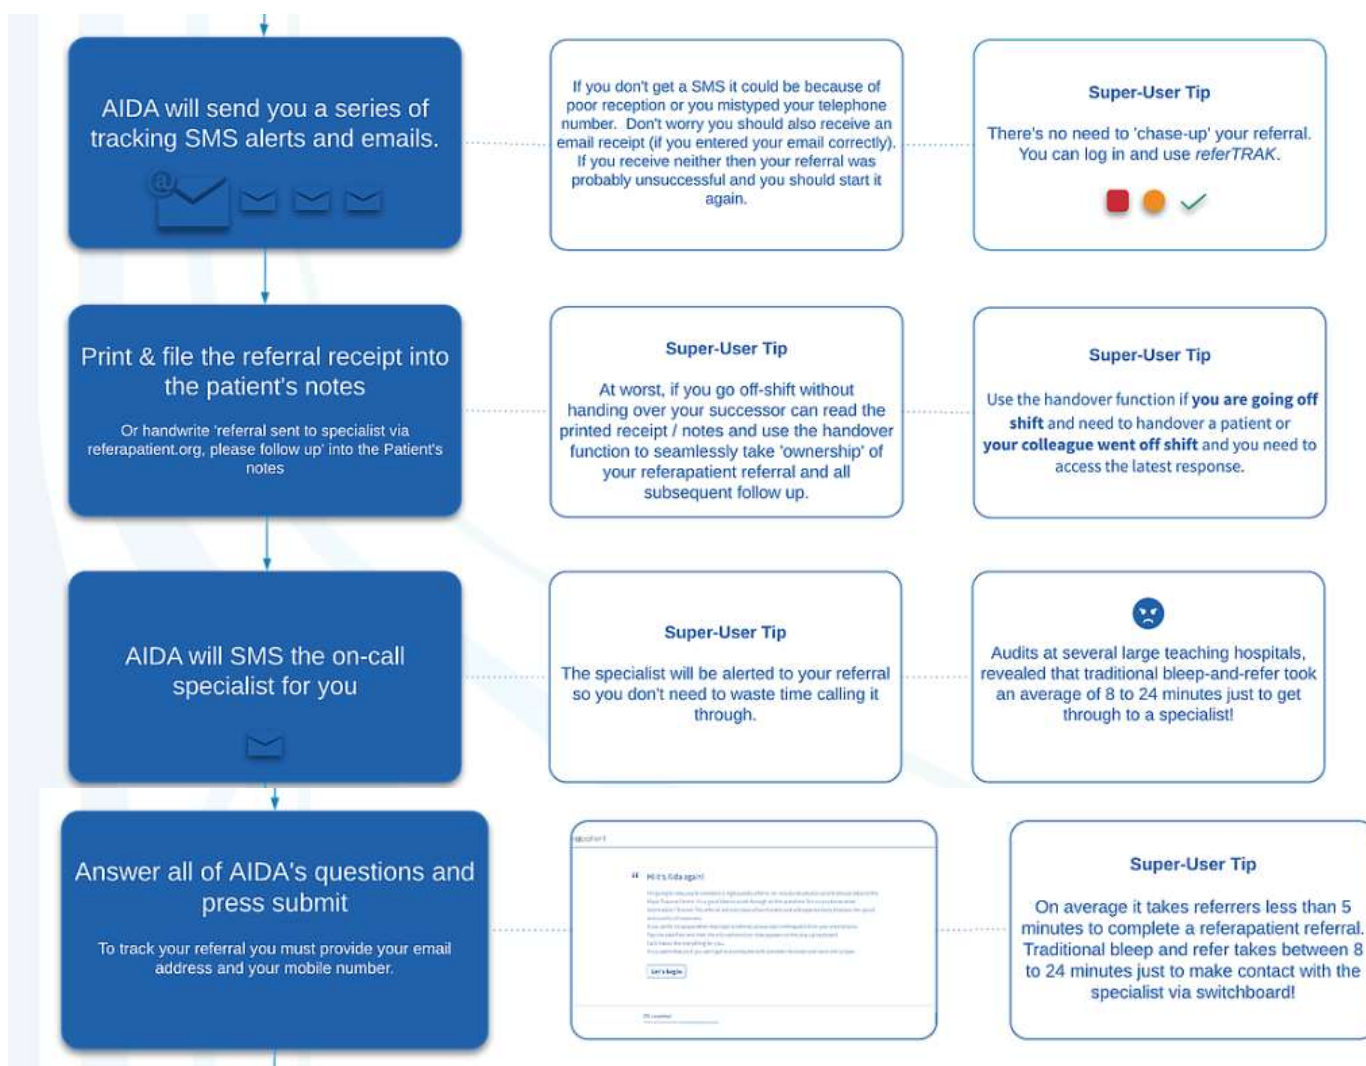 AIDA will send you a series of
tracking SMS alerts and emails.
@
If you don't get a SMS it could be because of
poor reception or you mistyped your telephone
number. Don't worry you should also receive an
email receipt (if you entered your email correctly).
If you receive neither then your referral was
probably unsuccessful and you should start it
again.
Super-User Tip
There's no need to 'chase-up' your referral.
You can log in and use referTRAK.
Print & file the referral receipt into
the patient's notes
Or handwrite 'referral sent to specialist via
referapatient.org, please follow up' into the Patient's
notes
Super-User Tip
At worst, if you go off-shift without
handing over your successor can read the
printed receipt / notes and use the handover
function to seamlessly take 'ownership' of
your referapatient referral and all
subsequent follow up.
Super-User Tip
Use the handover function if you are going off
shift and need to handover a patient or
your colleague went off shift and you need to
access the latest response.
AIDA will SMS the on-call
specialist for you
Super-User Tip
The specialist will be alerted to your referral
so you don't need to waste time calling it
through.
Audits at several large teaching hospitals,
revealed that traditional bleep-and-refer took
an average of 8 to 24 minutes just to get
through to a specialist!
Answer all of AIDA's questions and
press submit
To track your referral you must provide your email
address and your mobile number.
“ Hi it's Aida again!
Let's begin
Super-User Tip
On average it takes referrers less than 5
minutes to complete a referapatient referral.
Traditional bleep and refer takes between 8
to 24 minutes just to make contact with the
specialist via switchboard!